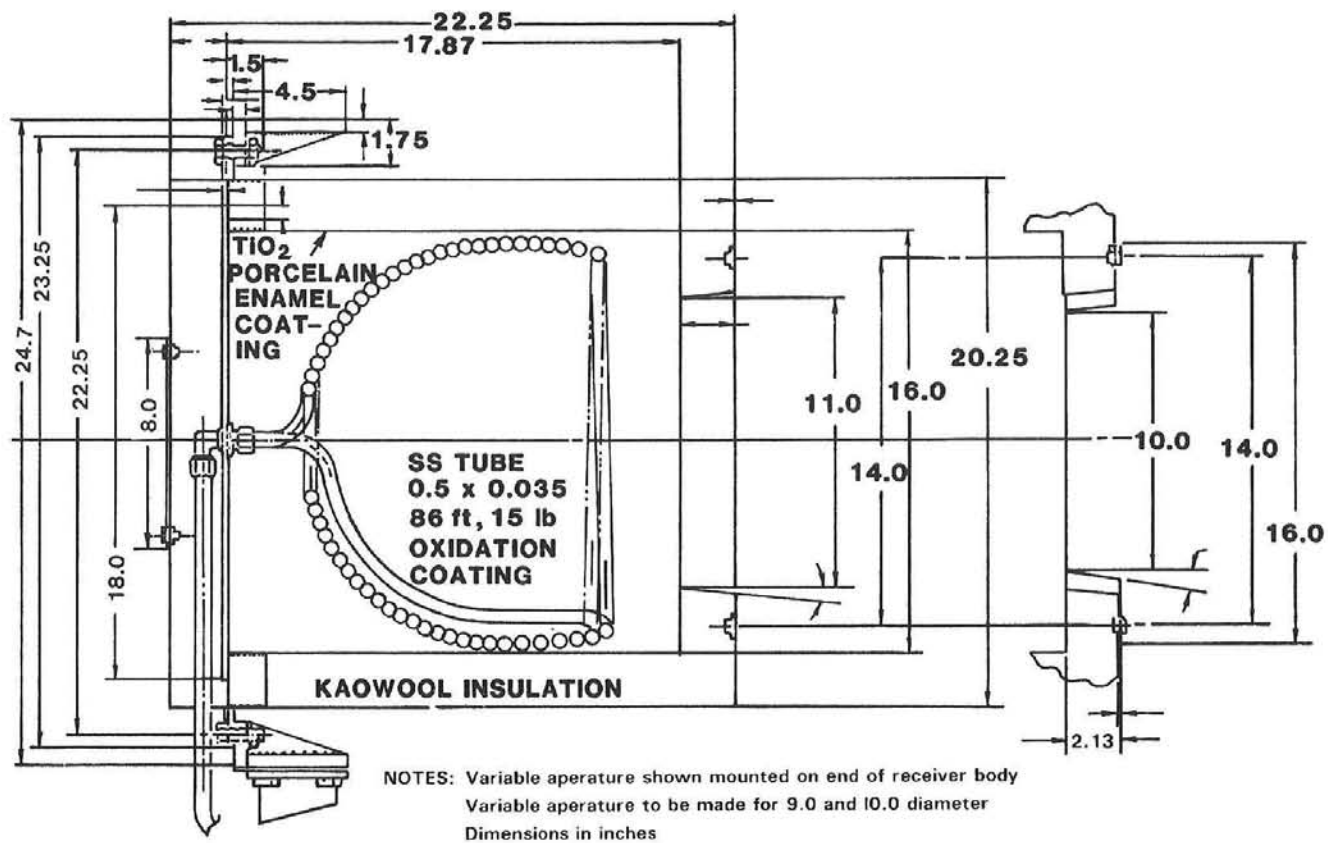 22.25
17.87
1.5
4.5
1.75
24.7
23.25
22.25
8.0
18.0
TiO2
PORCELAIN
ENAMEL
COAT–
ING
SS TUBE
0.5 x 0.035
86 ft, 15 lb
OXIDATION
COATING
11.0
14.0
16.0
20.25
10.0
14.0
16.0
2.13
KAOWOOL INSULATION
NOTES: Variable aperature shown mounted on end of receiver body
Variable aperature to be made for 9.0 and 10.0 diameter
Dimensions in inches